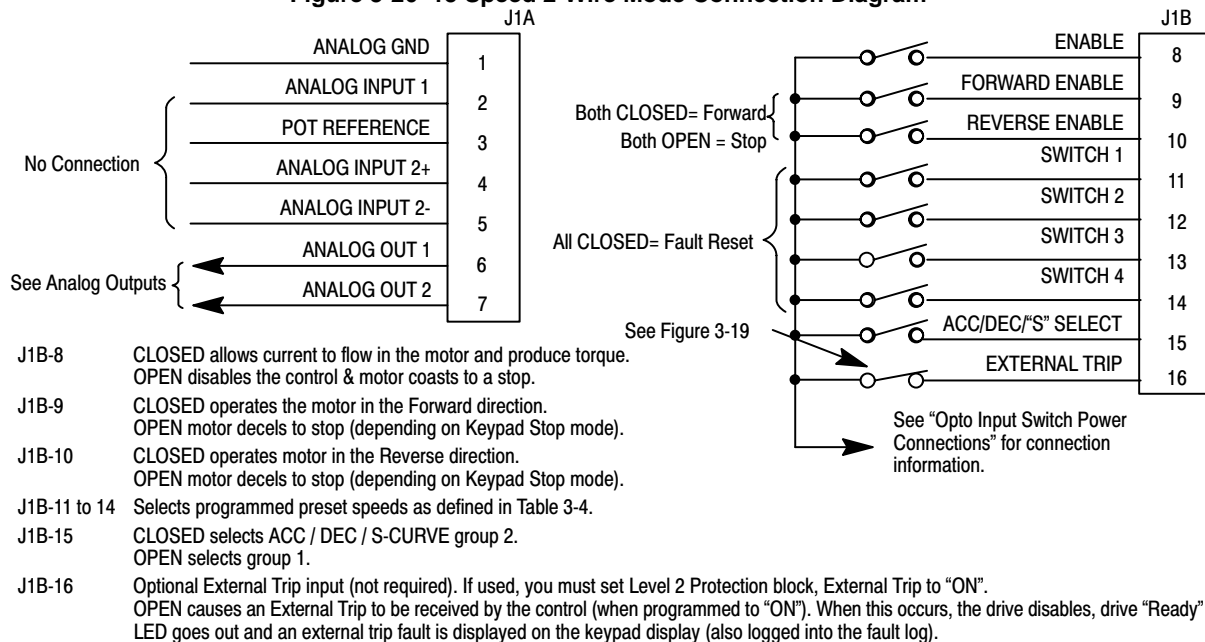 Figure 3-20 15 Speed 2-Wire Mode Connection Diagram
J1A
ANALOG GND
1
ANALOG INPUT 1
2
POT REFERENCE
3
No Connection
ANALOG INPUT 2+
4
ANALOG INPUT 2-
5
ANALOG OUT 1
6
See Analog Outputs
ANALOG OUT 2
7
J1B
ENABLE
8
FORWARD ENABLE
9
Both CLOSED= Forward
Both OPEN = Stop
REVERSE ENABLE
10
SWITCH 1
11
SWITCH 2
12
All CLOSED= Fault Reset
SWITCH 3
13
SWITCH 4
14
See Figure 3-19
ACC/DEC/“S” SELECT
15
EXTERNAL TRIP
16
See “Opto Input Switch Power
Connections” for connection
information.
J1B-8 CLOSED allows current to flow in the motor and produce torque.
OPEN disables the control & motor coasts to a stop.
J1B-9 CLOSED operates the motor in the Forward direction.
OPEN motor decels to stop (depending on Keypad Stop mode).
J1B-10 CLOSED operates motor in the Reverse direction.
OPEN motor decels to stop (depending on Keypad Stop mode).
J1B-11 to 14 Selects programmed preset speeds as defined in Table 3-4.
J1B-15 CLOSED selects ACC / DEC / S-CURVE group 2.
OPEN selects group 1.
J1B-16 Optional External Trip input (not required). If used, you must set Level 2 Protection block, External Trip to “ON”.
OPEN causes an External Trip to be received by the control (when programmed to “ON”). When this occurs, the drive disables, drive “Ready”
LED goes out and an external trip fault is displayed on the keypad display (also logged into the fault log).